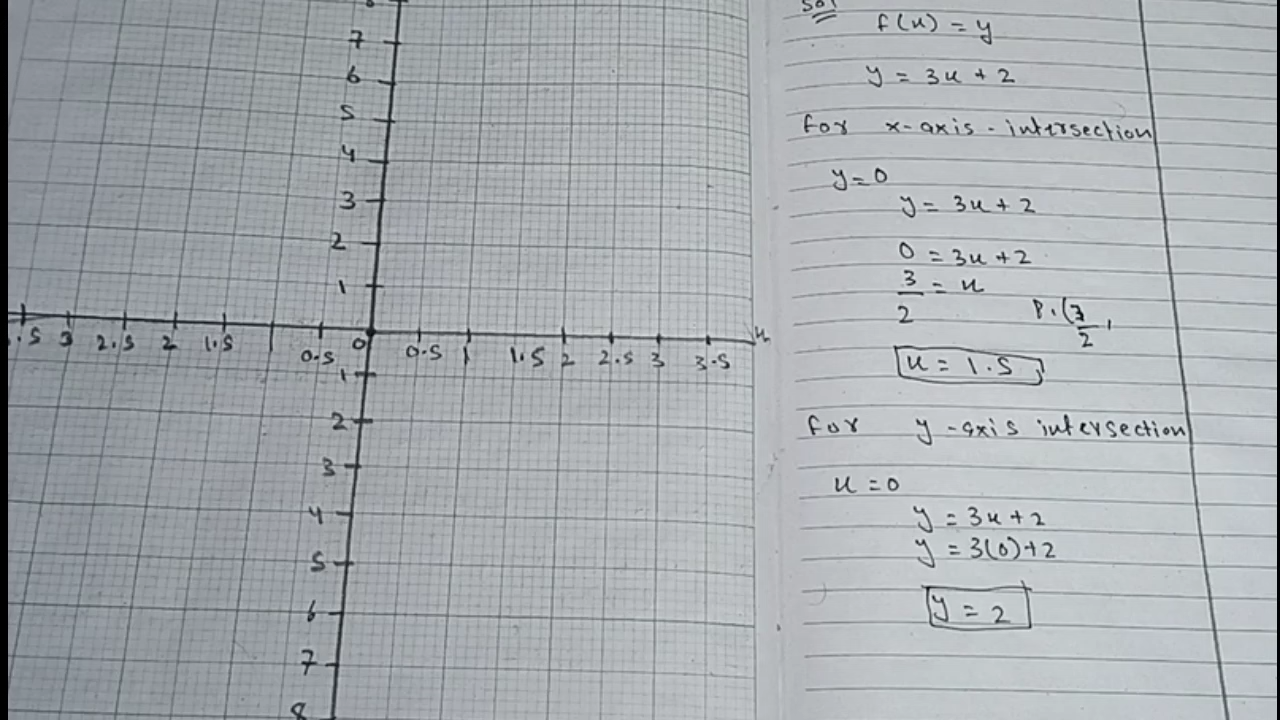 8
7
6
5
4
3
2
1
.5 3 2.5 2 1.5 0.5 0 0.5 1 1.5 2 2.5 3 3.5 x
1
2
3
4
5
6
7
8
Sol
f(x) = y
y = 3x + 2
for x-axis - intersection
y = 0
y = 3x + 2
0 = 3x + 2
3/2 = x
P. (3/2,
x = 1.5
for y-axis intersection
x = 0
y = 3x + 2
y = 3(0)+2
y = 2